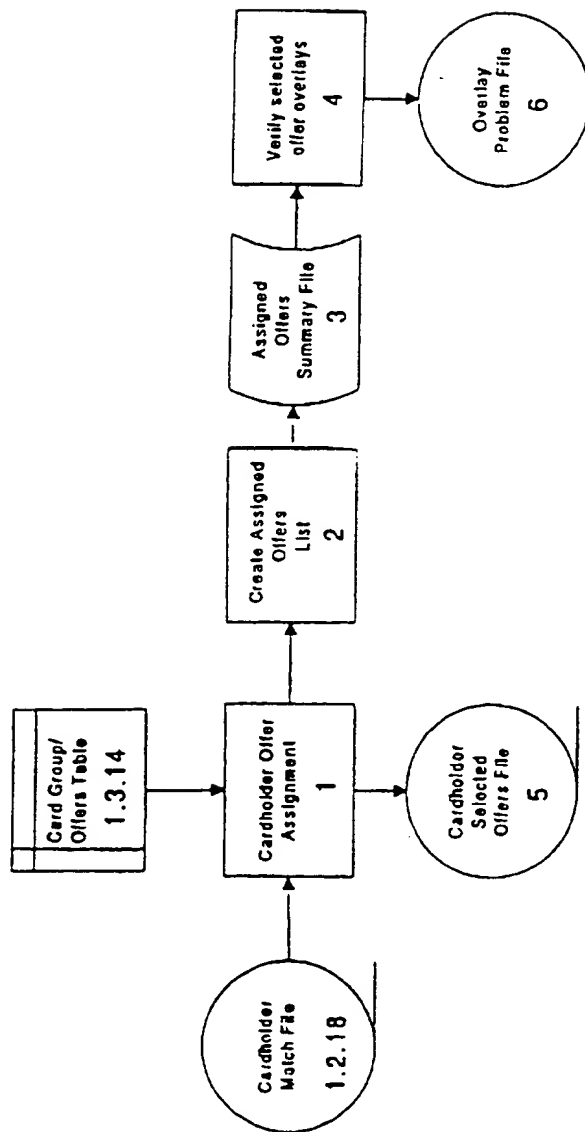 Card Group/
Offers Table
1.3.14
Cardholder
Match File
1.2.18
Cardholder Offer
Assignment
1
Cardholder
Selected
Offers File
5
Create Assigned
Offers
List
2
Assigned
Offers
Summary File
3
Verify selected
offer overlays
4
Overlay
Problem File
6